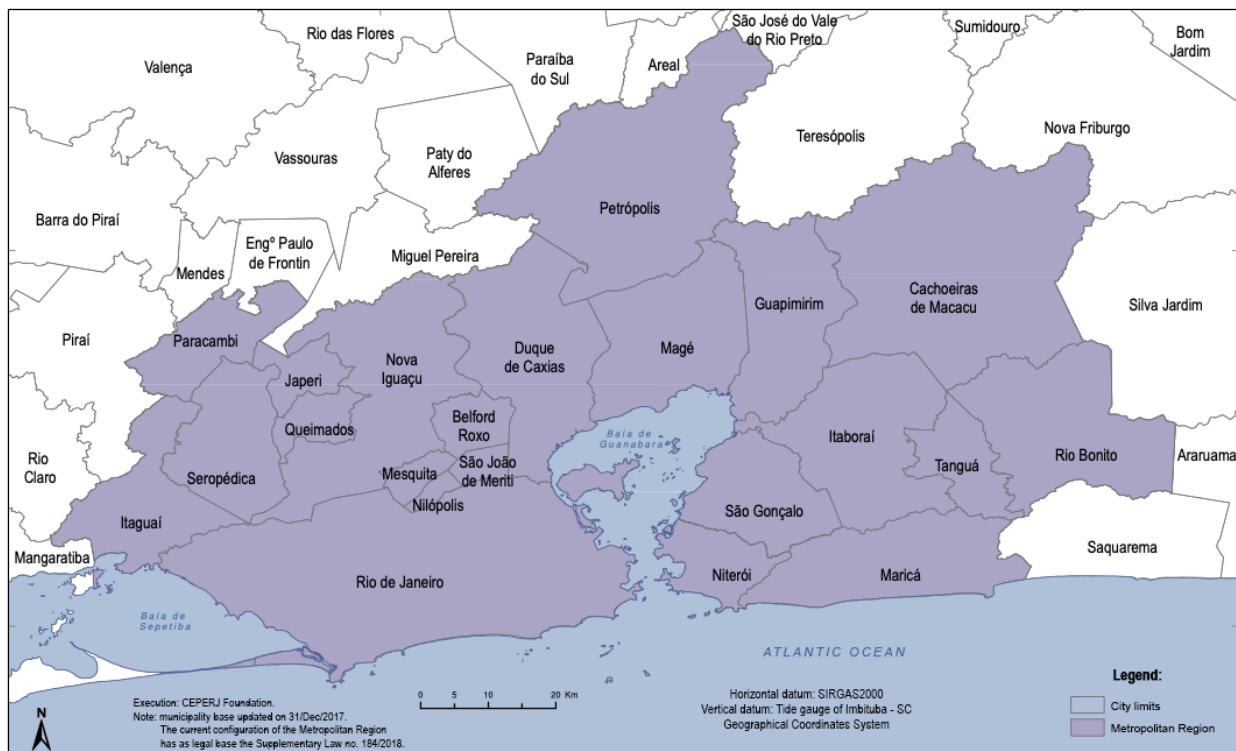 São José do Vale
do Rio Preto
Sumidouro
Bom
Jardim
Rio das Flores
Valença
Paraíba
do Sul
Areal
Teresópolis
Nova Friburgo
Vassouras
Paty do
Alferes
Barra do Piraí
Petrópolis
Engº Paulo
de Frontin
Mendes
Miguel Pereira
Cachoeiras
de Macacu
Guapimirim
Silva Jardim
Piraí
Paracambi
Nova
Iguaçu
Duque
de Caxias
Magé
Japeri
Belford
Roxo
Queimados
Baía de
Guanabara
Itaboraí
Rio
Claro
Seropédica
Mesquita
São João
de Meriti
Tanguá
Rio Bonito
Araruama
Nilópolis
São Gonçalo
Itaguaí
Mangaratiba
Saquarema
Rio de Janeiro
Niterói
Maricá
Baía de
Sepetiba
ATLANTIC OCEAN
Legend:
City limits
Metropolitan Region
N
Execution: CEPERJ Foundation.
Note: municipality base updated on 31/Dec/2017.
The current configuration of the Metropolitan Region
has as legal base the Supplementary Law no. 184/2018.
0 5 10 20 Km
Horizontal datum: SIRGAS2000
Vertical datum: Tide gauge of Imbituba - SC
Geographical Coordinates System